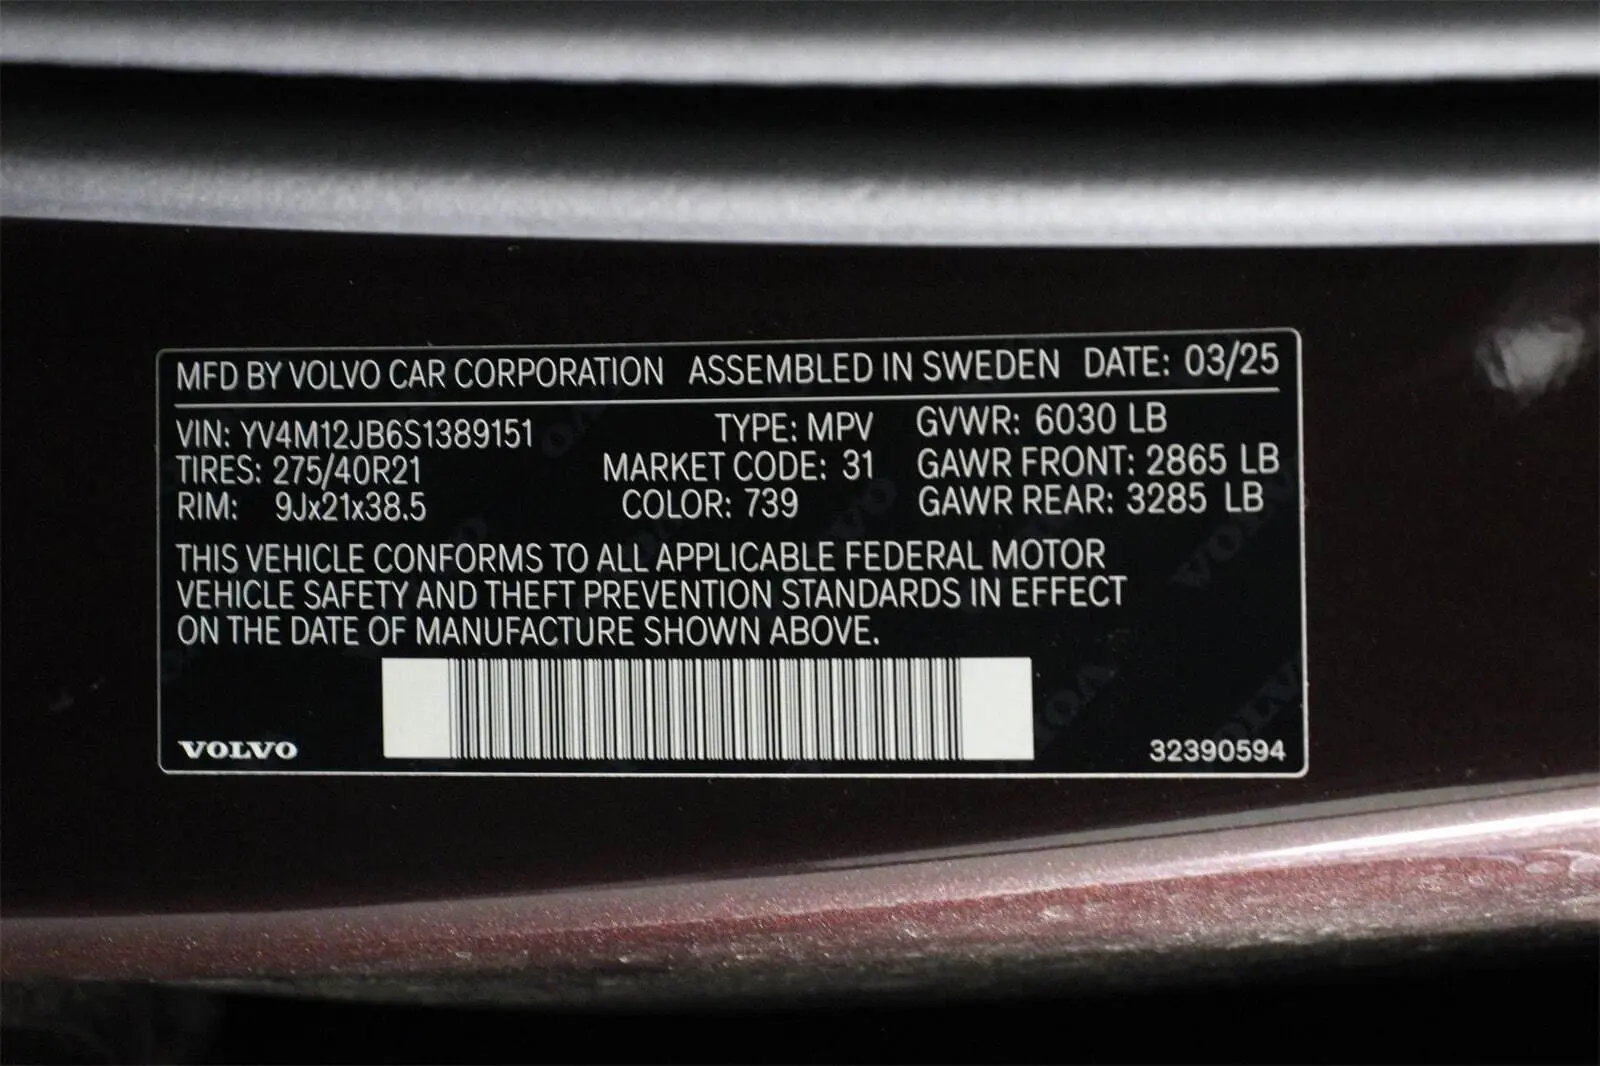 MFD BY VOLVO CAR CORPORATION ASSEMBLED IN SWEDEN DATE: 03/25
VIN: YV4M12JB6S1389151 TYPE: MPV GVWR: 6030 LB
TIRES: 275/40R21 MARKET CODE: 31 GAWR FRONT: 2865 LB
RIM: 9Jx21x38.5 COLOR: 739 GAWR REAR: 3285 LB
THIS VEHICLE CONFORMS TO ALL APPLICABLE FEDERAL MOTOR
VEHICLE SAFETY AND THEFT PREVENTION STANDARDS IN EFFECT
ON THE DATE OF MANUFACTURE SHOWN ABOVE.
VOLVO 32390594